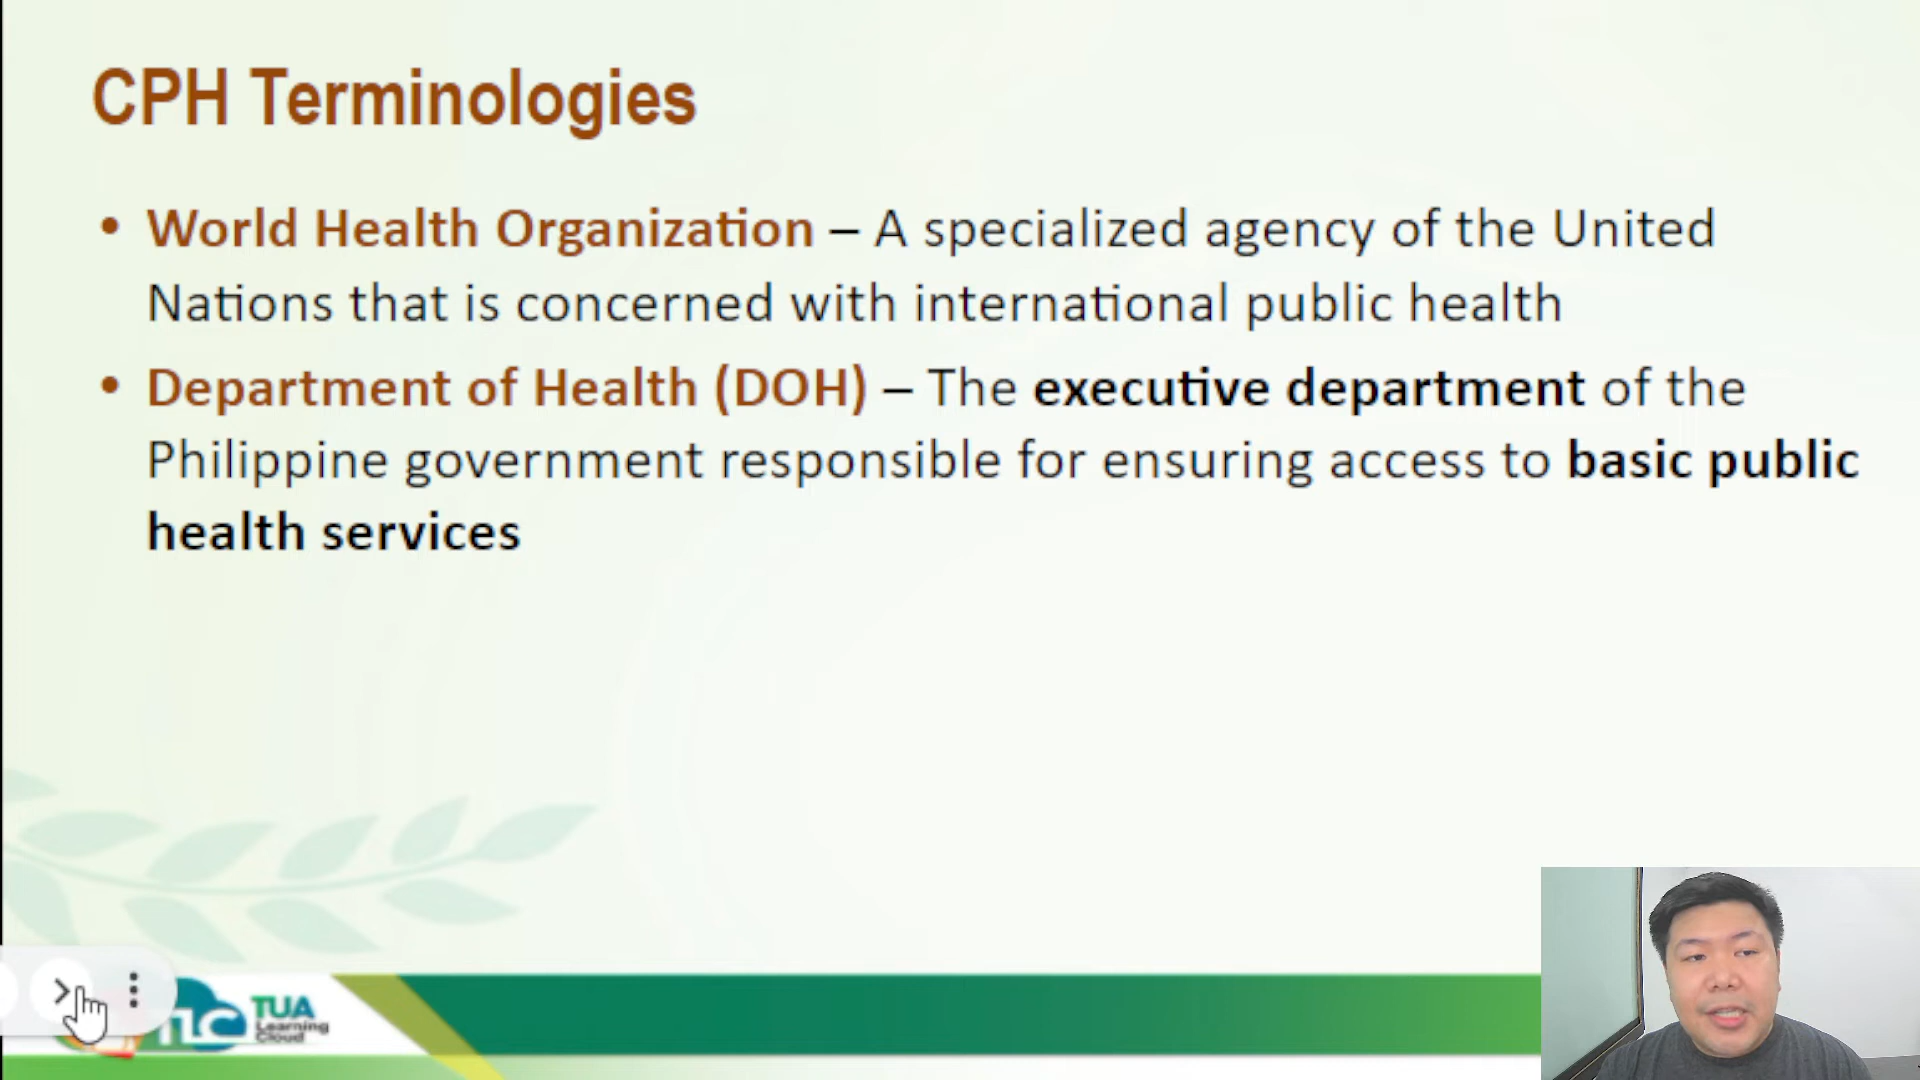 CPH Terminologies
• World Health Organization – A specialized agency of the United
Nations that is concerned with international public health
• Department of Health (DOH) – The executive department of the
Philippine government responsible for ensuring access to basic public
health services
TLC TUA
Learning
Cloud